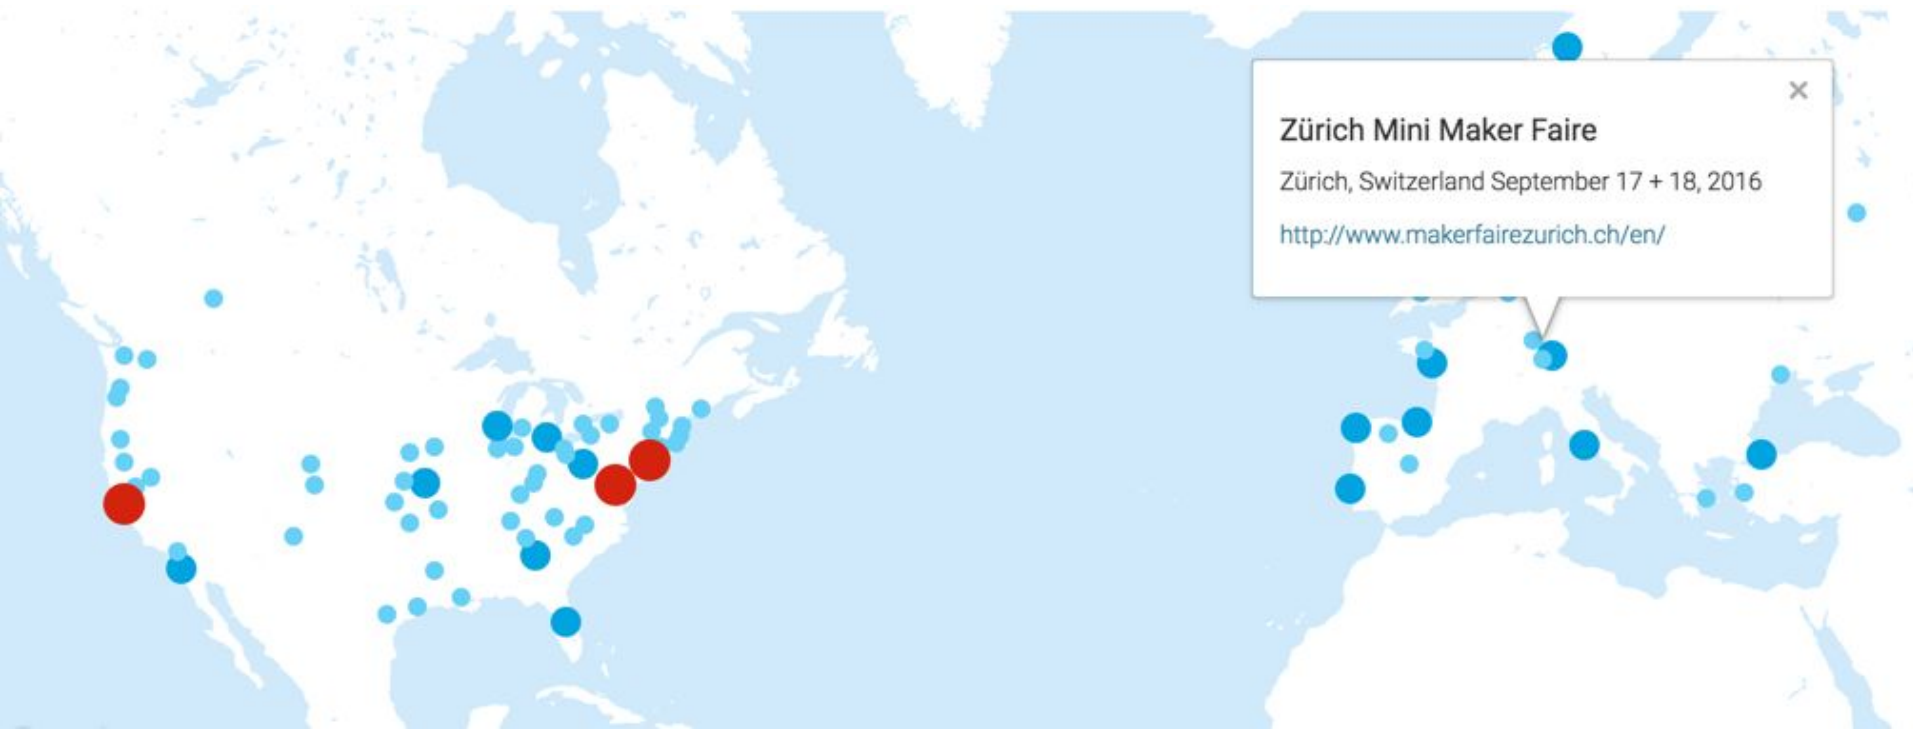 Zürich Mini Maker Faire
Zürich, Switzerland September 17 + 18, 2016
http://www.makerfairezurich.ch/en/